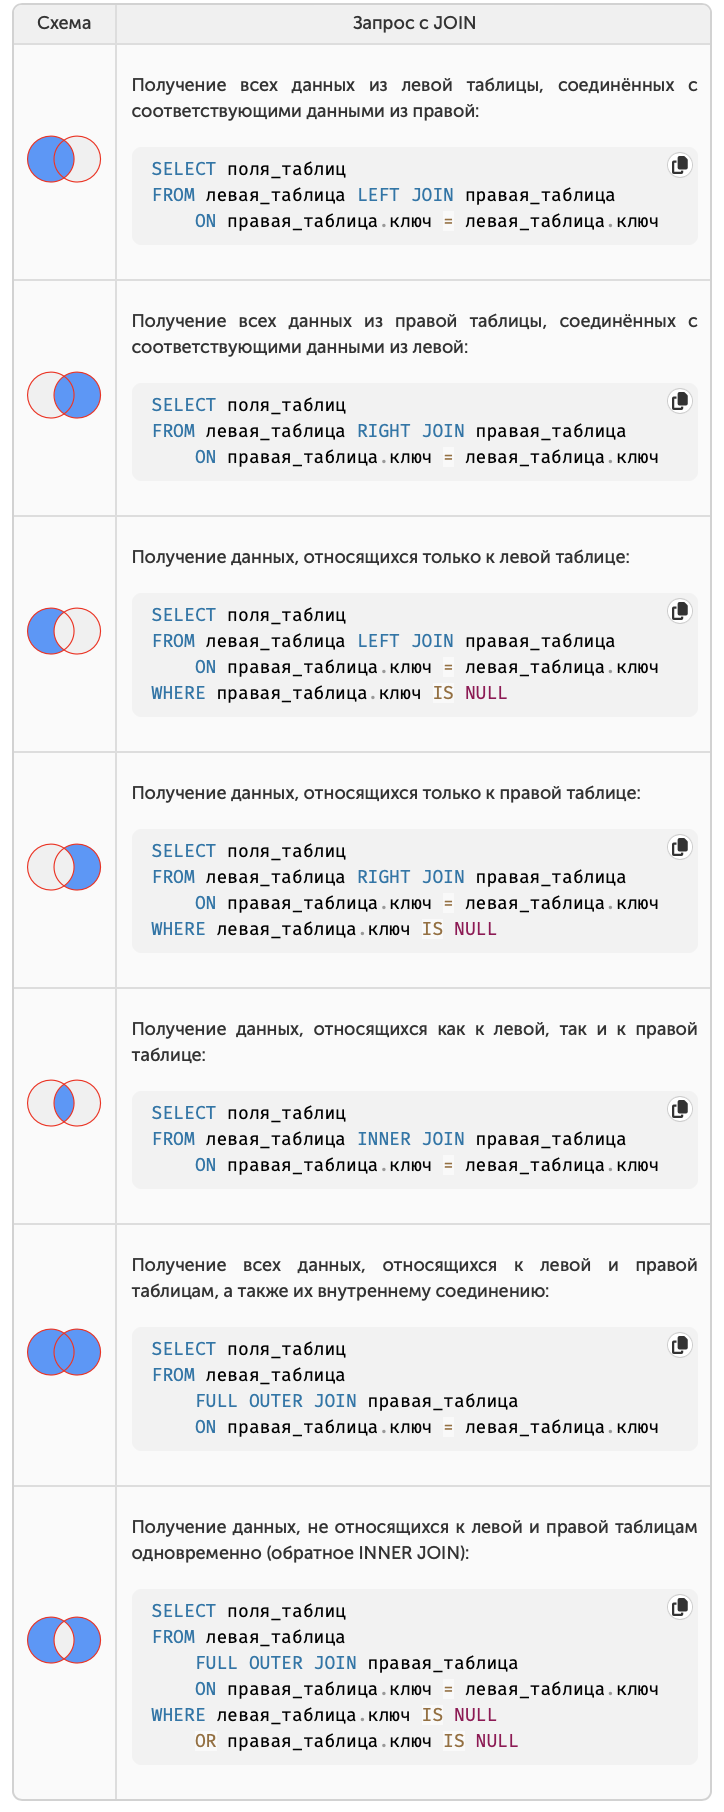 Схема
Запрос с JOIN
Получение всех данных из левой таблицы, соединённых с
соответствующими данными из правой:
SELECT поля_таблиц
FROM левая_таблица LEFT JOIN правая_таблица
    ON правая_таблица.ключ = левая_таблица.ключ
Получение всех данных из правой таблицы, соединённых с
соответствующими данными из левой:
SELECT поля_таблиц
FROM левая_таблица RIGHT JOIN правая_таблица
    ON правая_таблица.ключ = левая_таблица.ключ
Получение данных, относящихся только к левой таблице:
SELECT поля_таблиц
FROM левая_таблица LEFT JOIN правая_таблица
    ON правая_таблица.ключ = левая_таблица.ключ
WHERE правая_таблица.ключ IS NULL
Получение данных, относящихся только к правой таблице:
SELECT поля_таблиц
FROM левая_таблица RIGHT JOIN правая_таблица
    ON правая_таблица.ключ = левая_таблица.ключ
WHERE левая_таблица.ключ IS NULL
Получение данных, относящихся как к левой, так и к правой
таблице:
SELECT поля_таблиц
FROM левая_таблица INNER JOIN правая_таблица
    ON правая_таблица.ключ = левая_таблица.ключ
Получение всех данных, относящихся к левой и правой
таблицам, а также их внутреннему соединению:
SELECT поля_таблиц
FROM левая_таблица
    FULL OUTER JOIN правая_таблица
    ON правая_таблица.ключ = левая_таблица.ключ
Получение данных, не относящихся к левой и правой таблицам
одновременно (обратное INNER JOIN):
SELECT поля_таблиц
FROM левая_таблица
    FULL OUTER JOIN правая_таблица
    ON правая_таблица.ключ = левая_таблица.ключ
WHERE левая_таблица.ключ IS NULL
    OR правая_таблица.ключ IS NULL